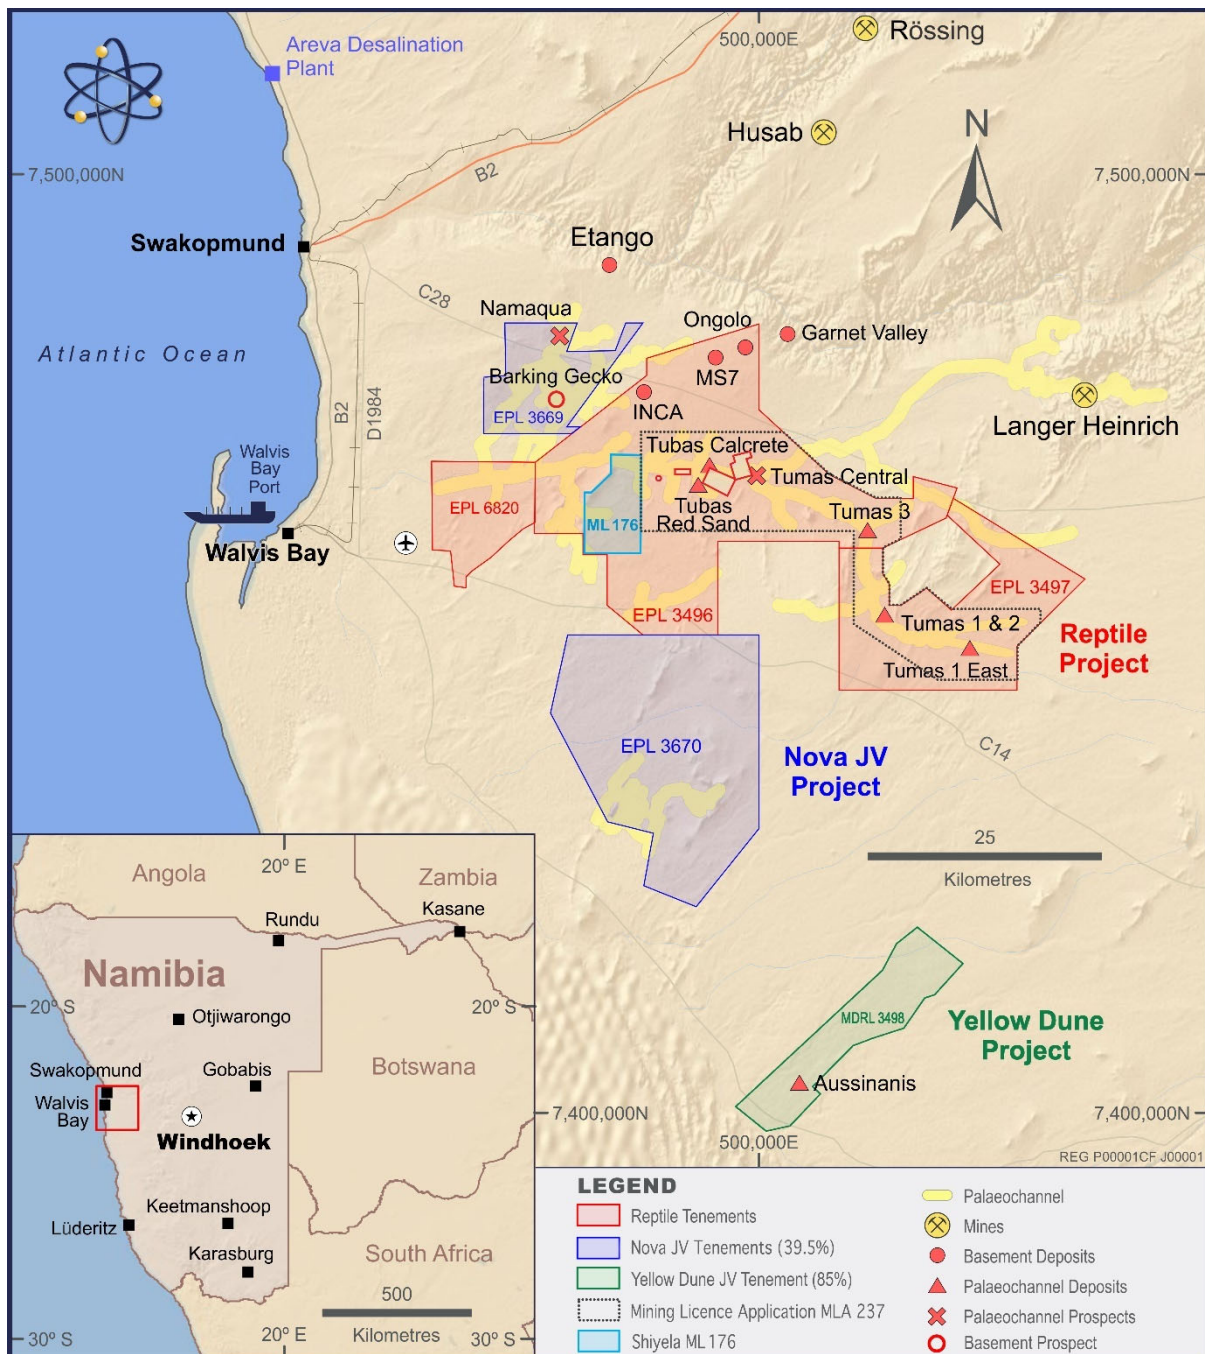 Areva Desalination
Plant
500,000E
Rössing
Husab
N
7,500,000N
7,500,000N
B2
Swakopmund
Etango
C28
Namaqua
Ongolo
Garnet Valley
Atlantic Ocean
MS7
Barking Gecko
INCA
EPL 3669
B2
D1984
Langer Heinrich
Tubas Calcrete
Walvis
Bay
Port
Tumas Central
EPL 6820
ML 176
Tubas
Red Sand
Tumas 3
Walvis Bay
EPL 3497
EPL 3496
Tumas 1 & 2
Reptile
Project
Tumas 1 East
EPL 3670
Nova JV
Project
C14
25
Kilometres
MDRL 3498
Yellow Dune
Project
Aussinanis
7,400,000N
7,400,000N
500,000E
REG P00001CF J00001
20° E
Angola
Zambia
Rundu
Kasane
Namibia
20° S
20° S
Otjiwarongo
Swakopmund
Gobabis
Botswana
Walvis
Bay
Windhoek
Keetmanshoop
Lüderitz
Karasburg
South Africa
500
Kilometres
30° S
20° E
30° S
LEGEND
Reptile Tenements
Nova JV Tenements (39.5%)
Yellow Dune JV Tenement (85%)
Mining Licence Application MLA 237
Shiyela ML 176
Palaeochannel
Mines
Basement Deposits
Palaeochannel Deposits
Palaeochannel Prospects
Basement Prospect